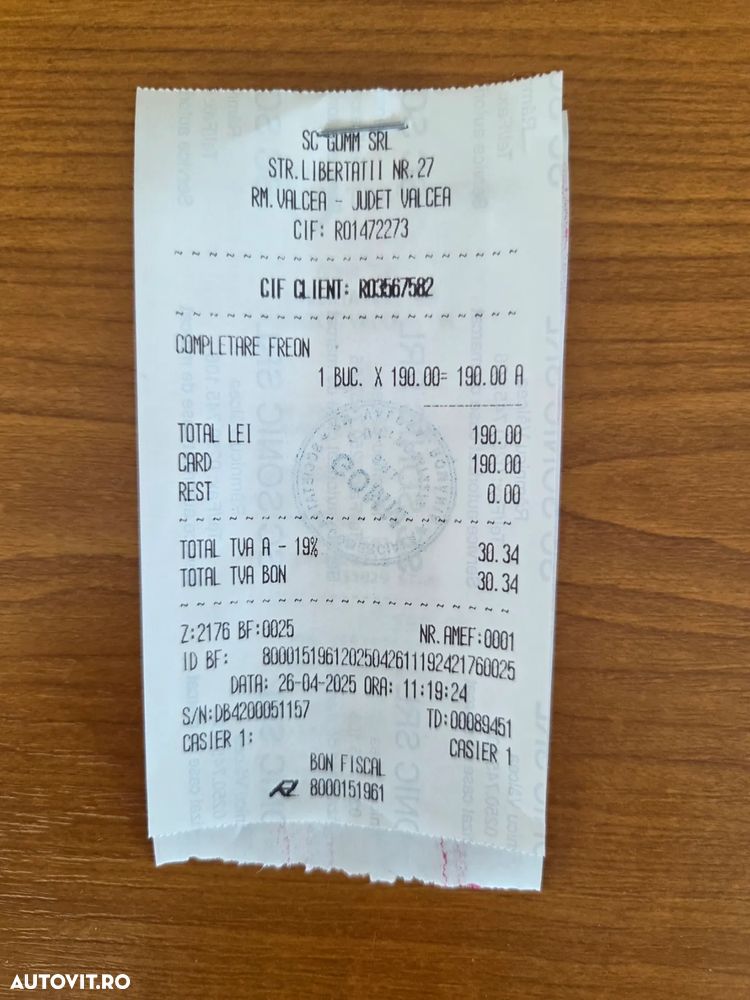 SC GOMM SRL
STR.LIBERTATII NR.27
RM.VALCEA - JUDET VALCEA
CIF: RO1472273
~ ~ ~ ~ ~ ~ ~ ~ ~ ~ ~ ~ ~ ~ ~ ~ ~ ~
CIF CLIENT: RO3567582
~ ~ ~ ~ ~ ~ ~ ~ ~ ~ ~ ~ ~ ~ ~ ~ ~ ~
COMPLETARE FREON
1 BUC. X 190.00= 190.00 A
TOTAL LEI 190.00
CARD 190.00
REST 0.00
~ ~ ~ ~ ~ ~ ~ ~ ~ ~ ~ ~ ~ ~ ~ ~ ~ ~
TOTAL TVA A - 19% 30.34
TOTAL TVA BON 30.34
~ ~ ~ ~ ~ ~ ~ ~ ~ ~ ~ ~ ~ ~ ~ ~ ~ ~
Z:2176 BF:0025 NR.AMEF:0001
ID BF: 80001519612025042611192421760025
DATA: 26-04-2025 ORA: 11:19:24
S/N:DB4200051157 TD:00089451
CASIER 1: CASIER 1
BON FISCAL
8000151961
AUTOVIT.RO